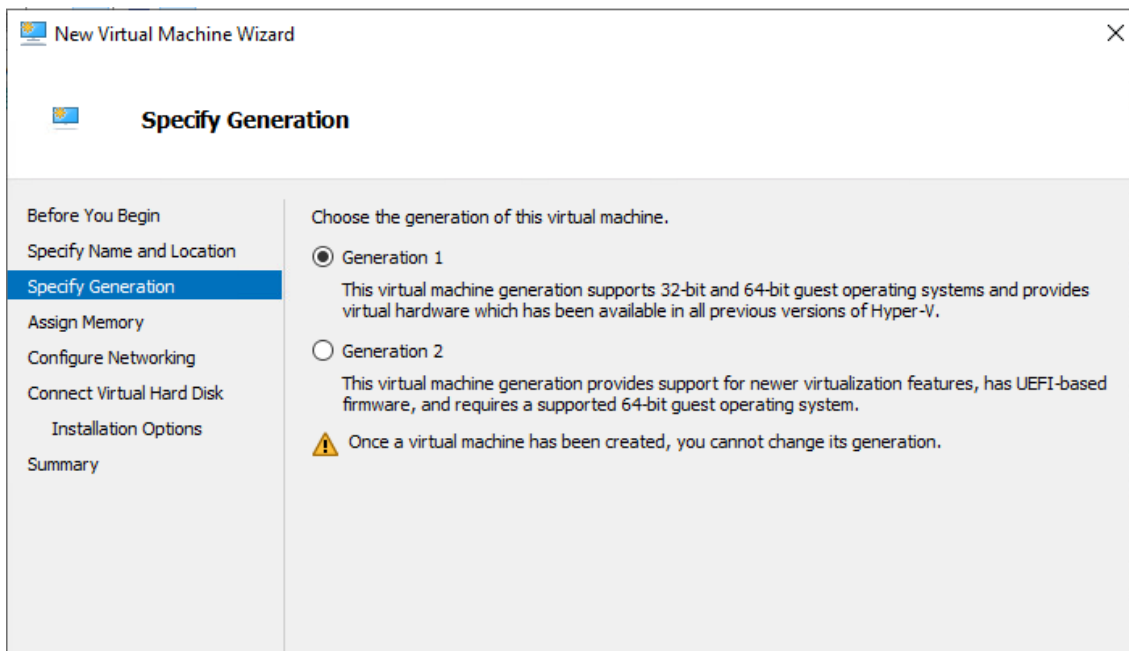 New Virtual Machine Wizard
Specify Generation
Before You Begin
Specify Name and Location
Specify Generation
Assign Memory
Configure Networking
Connect Virtual Hard Disk
Installation Options
Summary
Choose the generation of this virtual machine.
Generation 1
This virtual machine generation supports 32-bit and 64-bit guest operating systems and provides
virtual hardware which has been available in all previous versions of Hyper-V.
Generation 2
This virtual machine generation provides support for newer virtualization features, has UEFI-based
firmware, and requires a supported 64-bit guest operating system.
Once a virtual machine has been created, you cannot change its generation.